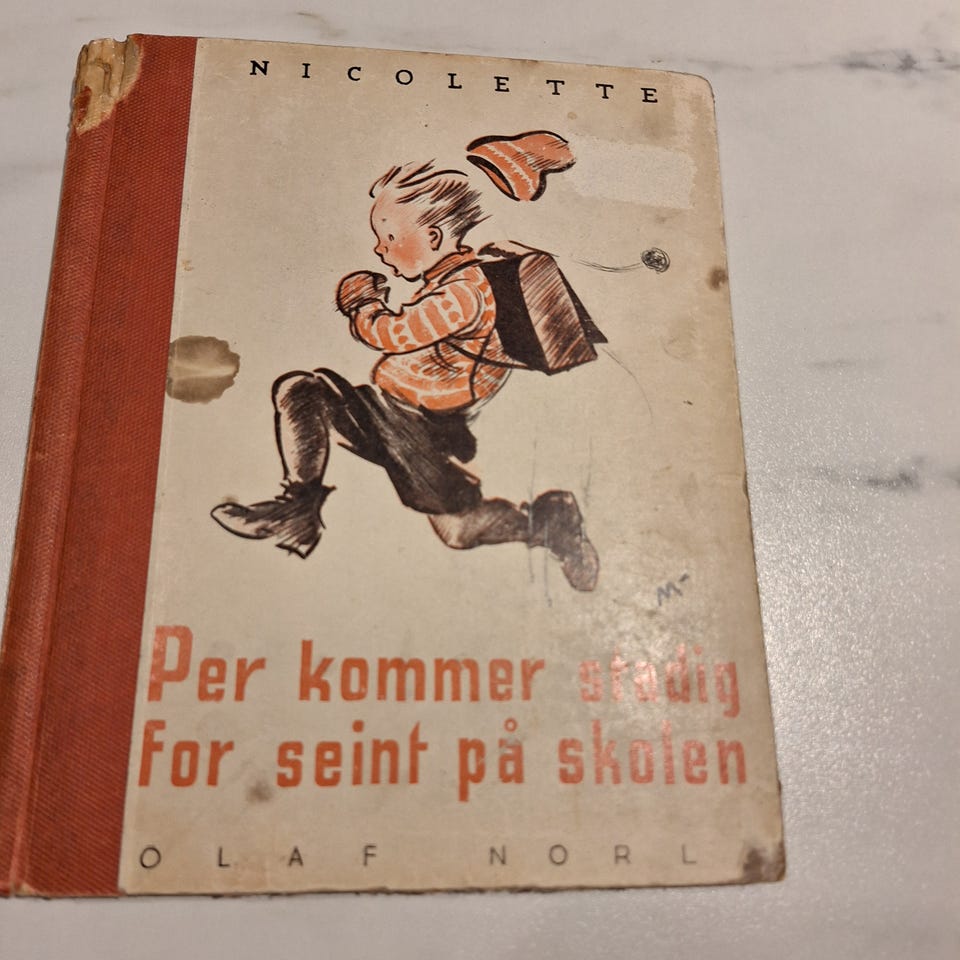 NICOLETTE
M-
Per kommer stadig
for seint på skolen
OLAF NORL